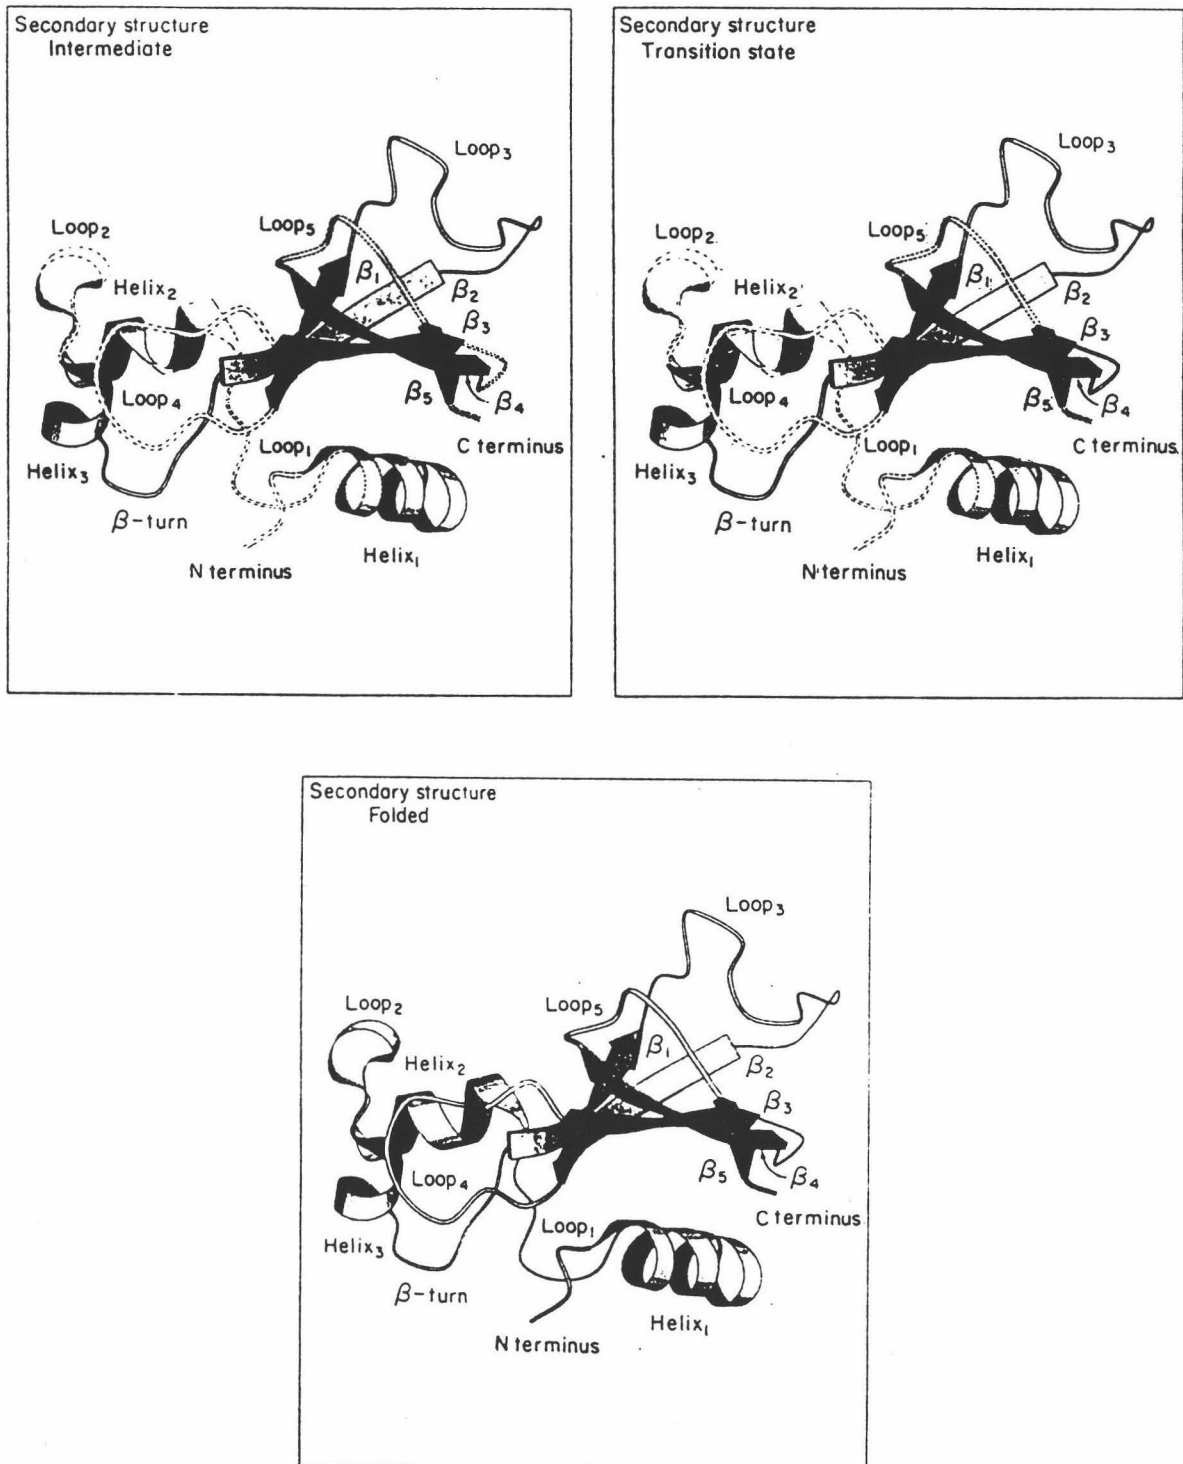 Secondary structure
Intermediate
Loop₃
Loop₂
Loop₅
Helix₂
β₁
β₂
β₃
Loop₄
β₅
β₄
Loop₁
C terminus
Helix₃
β-turn
Helix₁
N terminus
Secondary structure
Transition state
Loop₃
Loop₂
Loop₅
Helix₂
β₁
β₂
β₃
Loop₄
β₅
β₄
Loop₁
C terminus
Helix₃
β-turn
Helix₁
N terminus
Secondary structure
Folded
Loop₃
Loop₂
Loop₅
Helix₂
β₁
β₂
β₃
Loop₄
β₅
β₄
Loop₁
C terminus
Helix₃
β-turn
Helix₁
N terminus